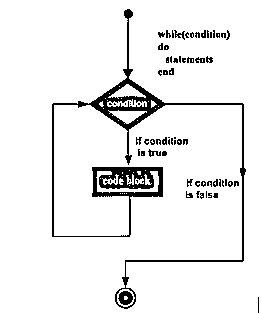 while(condition)
do
statements
end
condition
If condition
is true
code block
If condition
is false